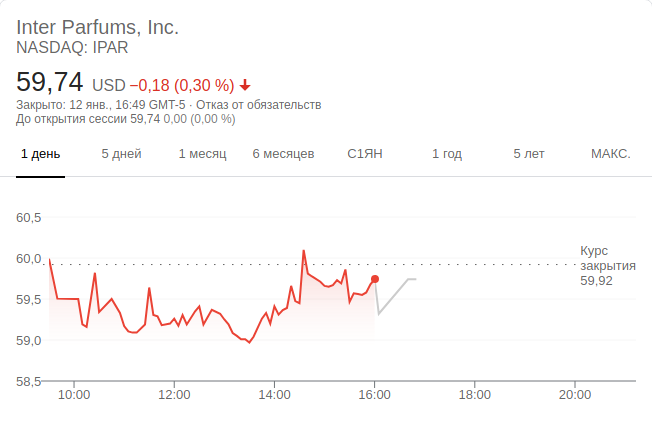 Inter Parfums, Inc.
NASDAQ: IPAR
59,74 USD −0,18 (0,30 %)
Закрыто: 12 янв., 16:49 GMT-5 · Отказ от обязательств
До открытия сессии 59,74 0,00 (0,00 %)
1 день 5 дней 1 месяц 6 месяцев С1ЯН 1 год 5 лет МАКС.
60,5
60,0
59,5
59,0
58,5
Курс
закрытия
59,92
10:00 12:00 14:00 16:00 18:00 20:00